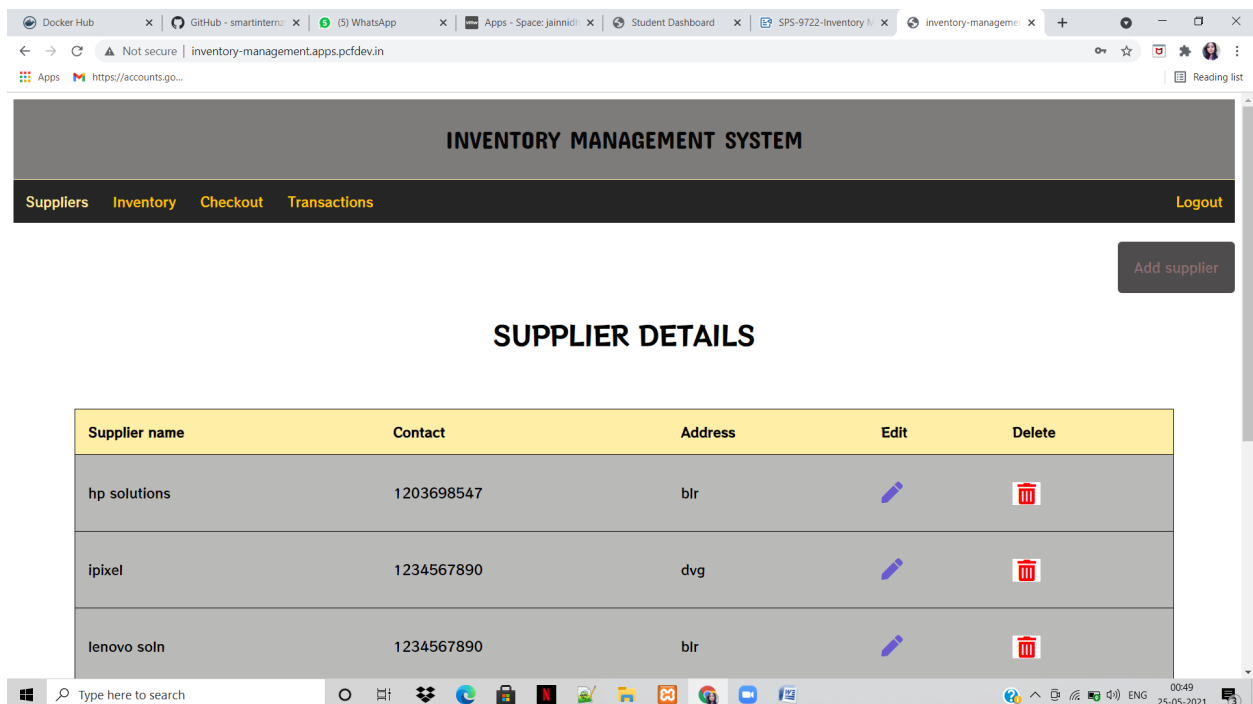 Docker Hub GitHub - smartinterna (5) WhatsApp Apps - Space: jainnidh Student Dashboard SPS-9722-Inventory M inventory-managemen
Not secure | inventory-management.apps.pcfdev.in
Apps https://accounts.go... Reading list
INVENTORY MANAGEMENT SYSTEM
Suppliers Inventory Checkout Transactions Logout
Add supplier
SUPPLIER DETAILS
Supplier name Contact Address Edit Delete
hp solutions 1203698547 blr
ipixel 1234567890 dvg
lenovo soln 1234567890 blr
Type here to search ENG 00:49
25-05-2021 3